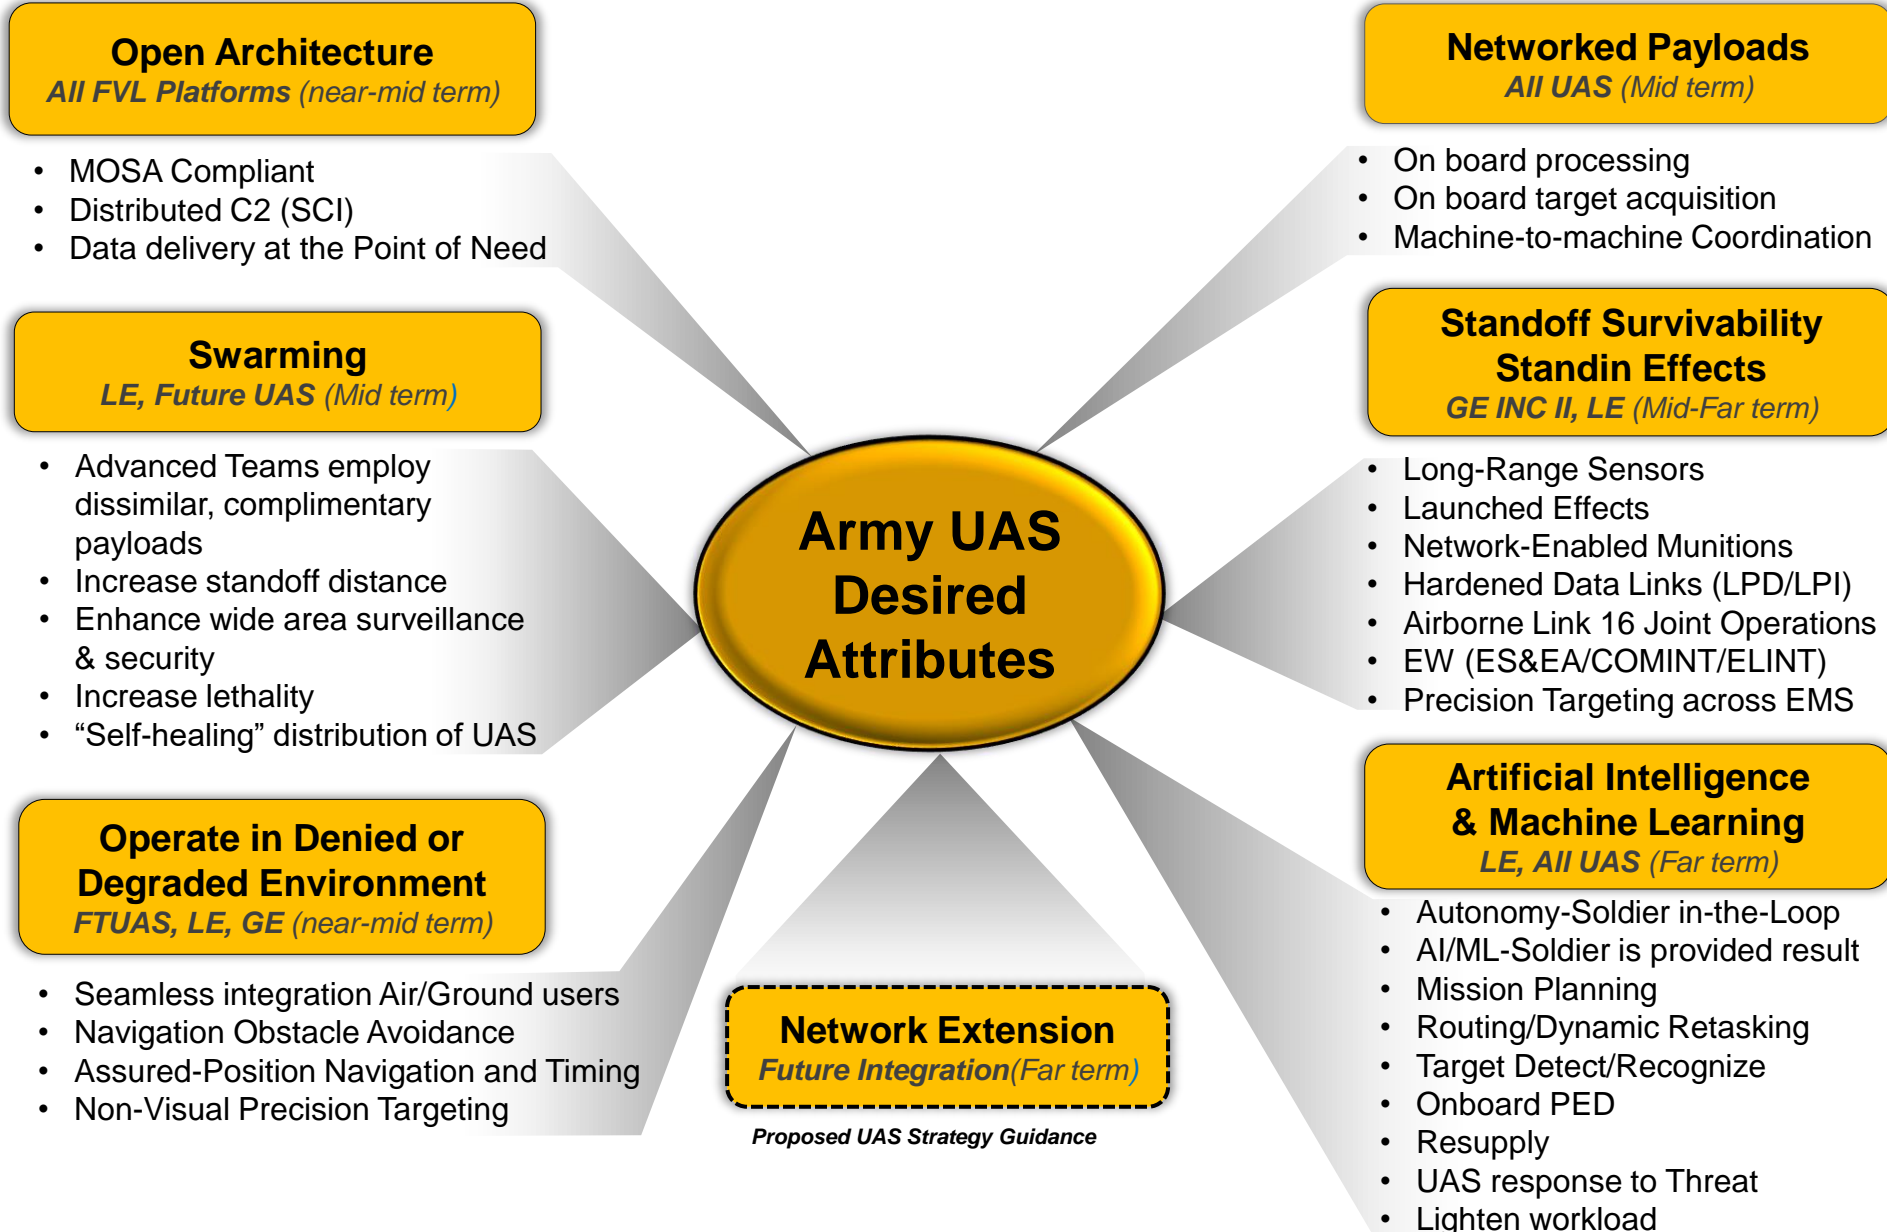 Open Architecture
All FVL Platforms (near-mid term)
• MOSA Compliant
• Distributed C2 (SCI)
• Data delivery at the Point of Need
Swarming
LE, Future UAS (Mid term)
• Advanced Teams employ
dissimilar, complimentary
payloads
• Increase standoff distance
• Enhance wide area surveillance
& security
• Increase lethality
• “Self-healing” distribution of UAS
Operate in Denied or
Degraded Environment
FTUAS, LE, GE (near-mid term)
• Seamless integration Air/Ground users
• Navigation Obstacle Avoidance
• Assured-Position Navigation and Timing
• Non-Visual Precision Targeting
Army UAS
Desired
Attributes
Network Extension
Future Integration(Far term)
Proposed UAS Strategy Guidance
Networked Payloads
All UAS (Mid term)
• On board processing
• On board target acquisition
• Machine-to-machine Coordination
Standoff Survivability
Standin Effects
GE INC II, LE (Mid-Far term)
• Long-Range Sensors
• Launched Effects
• Network-Enabled Munitions
• Hardened Data Links (LPD/LPI)
• Airborne Link 16 Joint Operations
• EW (ES&EA/COMINT/ELINT)
• Precision Targeting across EMS
Artificial Intelligence
& Machine Learning
LE, All UAS (Far term)
• Autonomy-Soldier in-the-Loop
• AI/ML-Soldier is provided result
• Mission Planning
• Routing/Dynamic Retasking
• Target Detect/Recognize
• Onboard PED
• Resupply
• UAS response to Threat
• Lighten workload